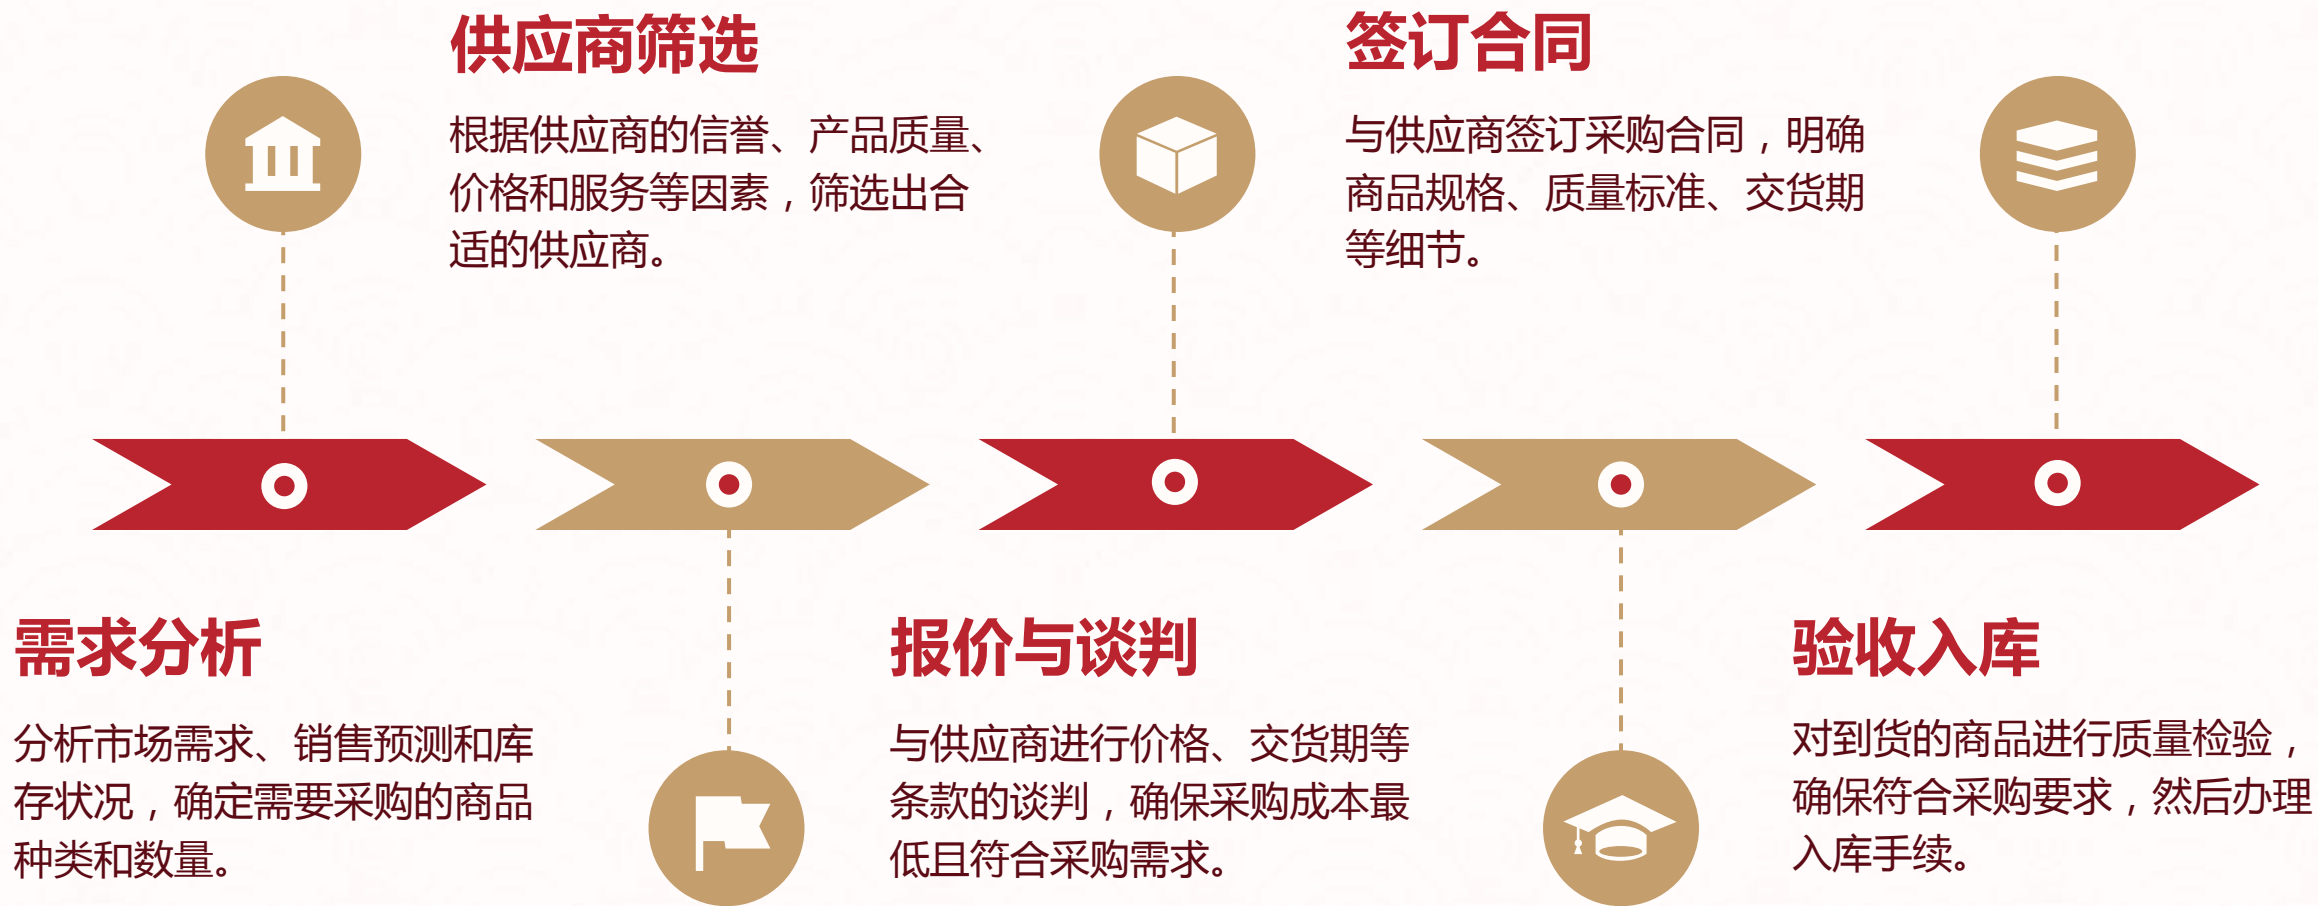 需求分析
分析市场需求、销售预测和库
存状况，确定需要采购的商品
种类和数量。
供应商筛选
根据供应商的信誉、产品质量、
价格和服务等因素，筛选出合
适的供应商。
报价与谈判
与供应商进行价格、交货期等
条款的谈判，确保采购成本最
低且符合采购需求。
签订合同
与供应商签订采购合同，明确
商品规格、质量标准、交货期
等细节。
验收入库
对到货的商品进行质量检验，
确保符合采购要求，然后办理
入库手续。